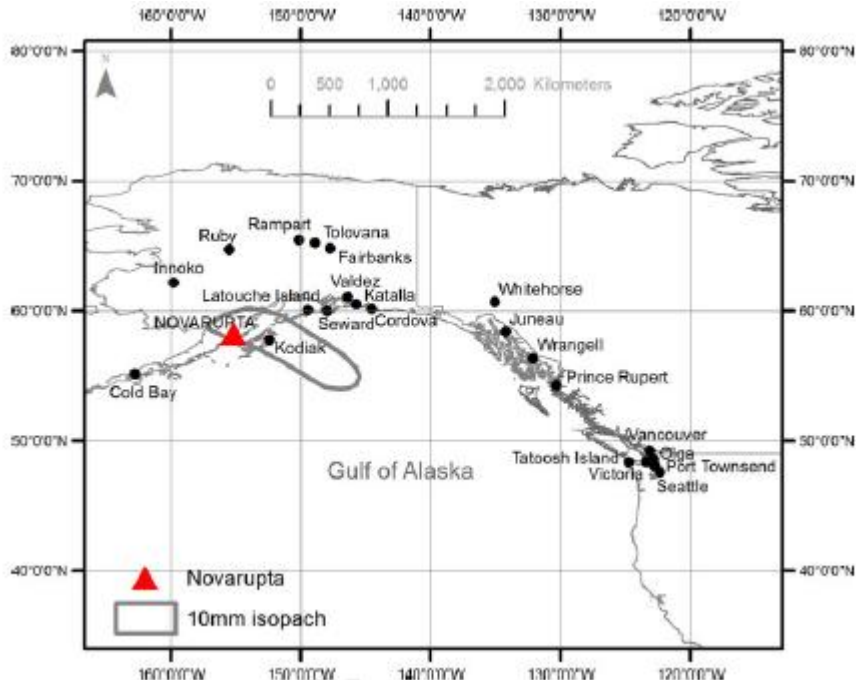 160°0'0"W 150°0'0"W 140°0'0"W 130°0'0"W 120°0'0"W
80°0'0"N 80°0'0"N
N
0 500 1,000 2,000 Kilometers
70°0'0"N 70°0'0"N
Rampart
Tolovana
Ruby
Fairbanks
Innoko
Valdez
Whitehorse
Latouche Island
Katalla
60°0'0"N 60°0'0"N
NOVARUPTA
Seward
Cordova
Juneau
Kodiak
Wrangell
Prince Rupert
Cold Bay
50°0'0"N 50°0'0"N
Vancouver
Olga
Tatoosh Island
Port Townsend
Victoria
Seattle
Gulf of Alaska
40°0'0"N 40°0'0"N
Novarupta
10mm isopach
160°0'0"W 150°0'0"W 140°0'0"W 130°0'0"W 120°0'0"W